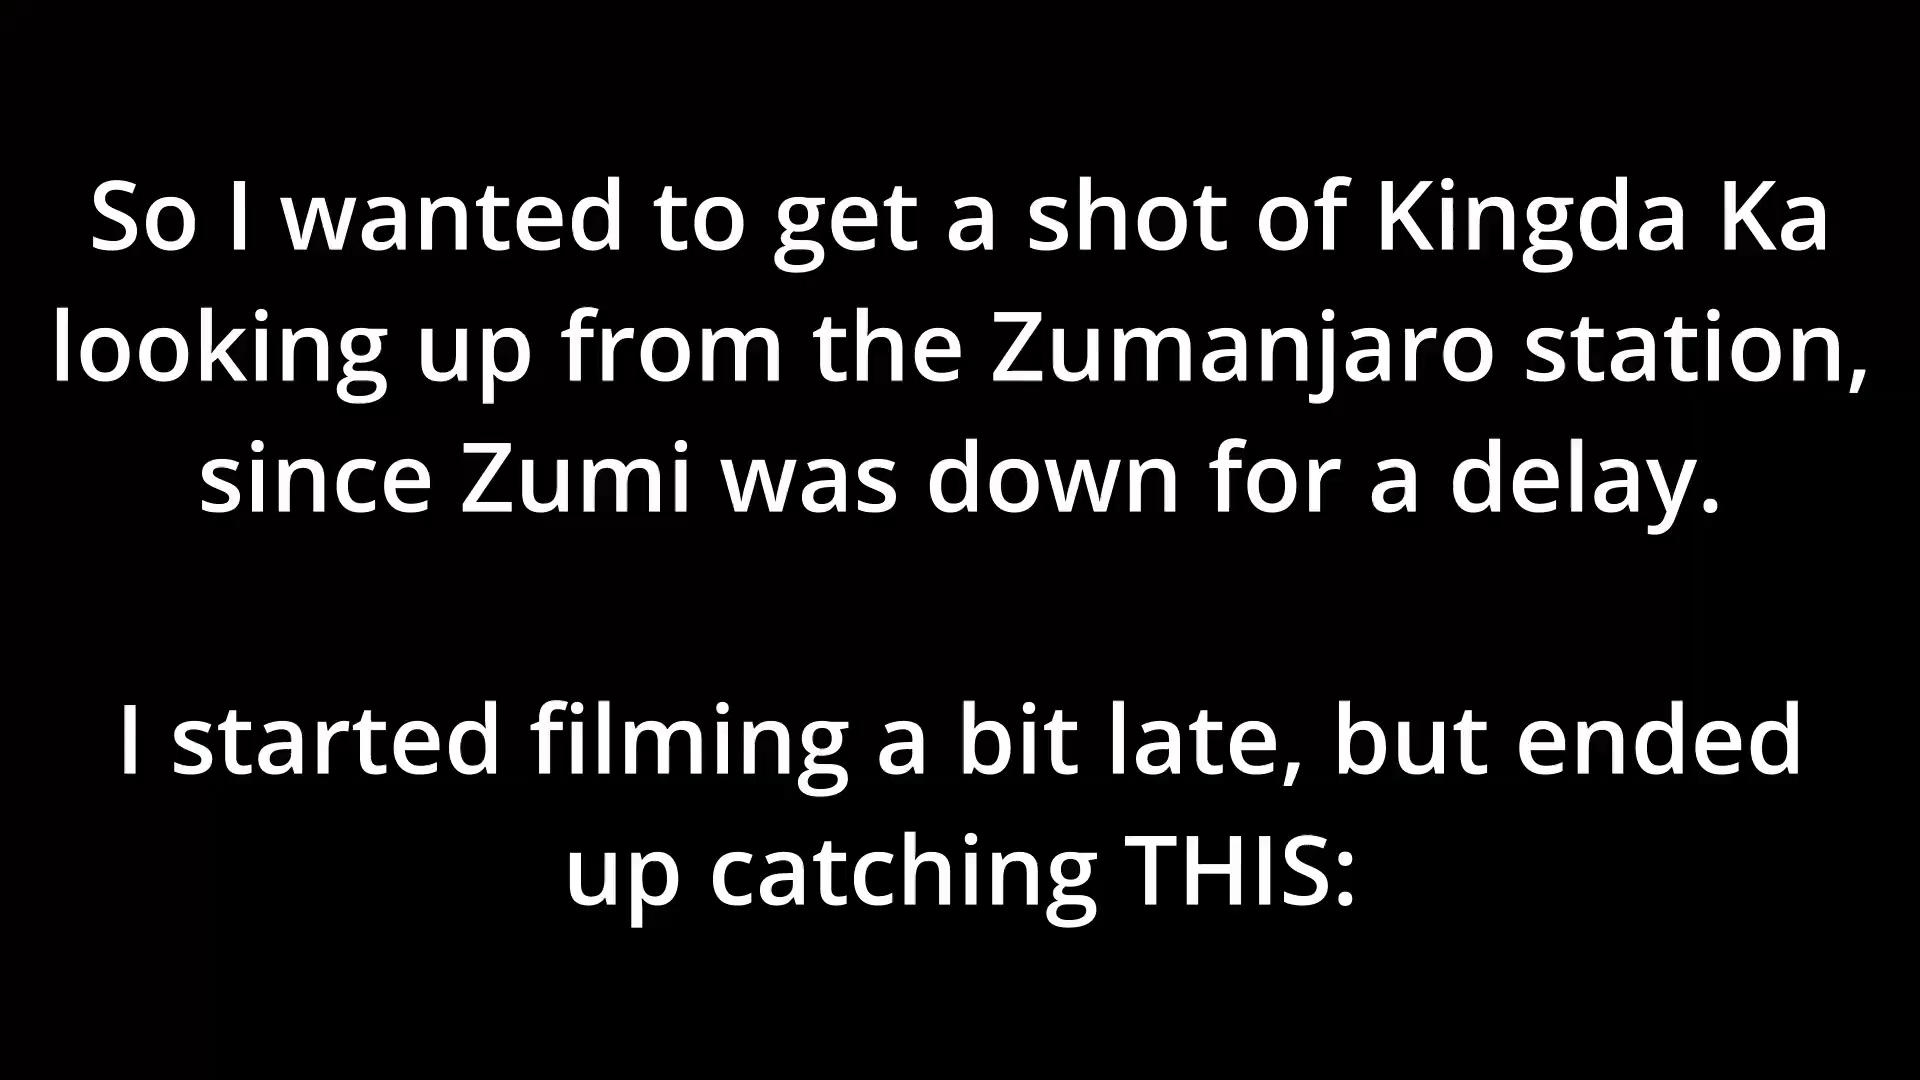 So I wanted to get a shot of Kingda Ka
looking up from the Zumanjaro station,
since Zumi was down for a delay.
I started filming a bit late, but ended
up catching THIS: